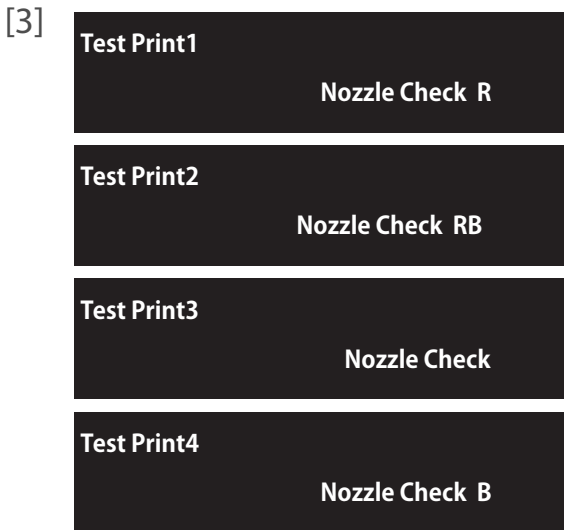 [3]
Test Print1
Nozzle Check R
Test Print2
Nozzle Check RB
Test Print3
Nozzle Check
Test Print4
Nozzle Check B